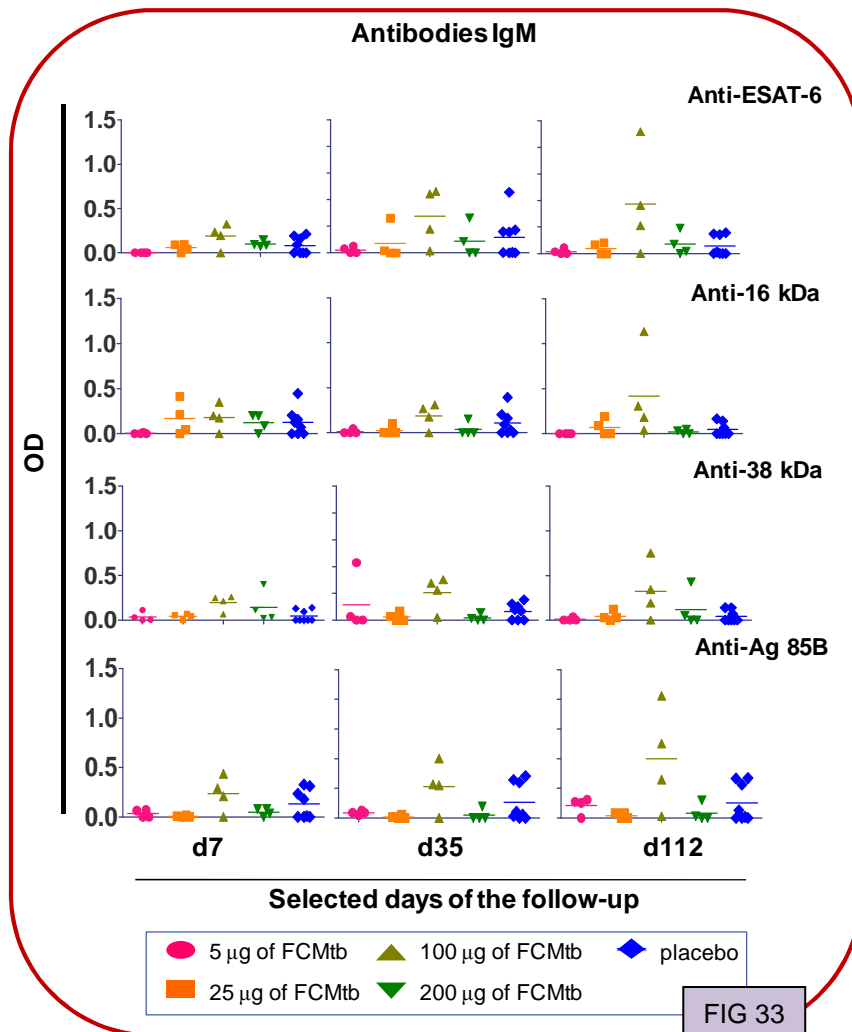 Antibodies IgM
Anti-ESAT-6
1.5
1.0
0.5
0.0
Anti-16 kDa
1.5
1.0
0.5
0.0
OD
Anti-38 kDa
1.5
1.0
0.5
0.0
Anti-Ag 85B
1.5
1.0
0.5
0.0
d7 d35 d112
Selected days of the follow-up
5 µg of FCMtb 100 µg of FCMtb placebo
25 µg of FCMtb 200 µg of FCMtb
FIG 33